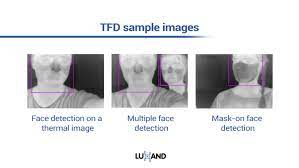 TFD sample images
Face detection on a
thermal image
Multiple face
detection
Mask-on face
detection
LUXAND